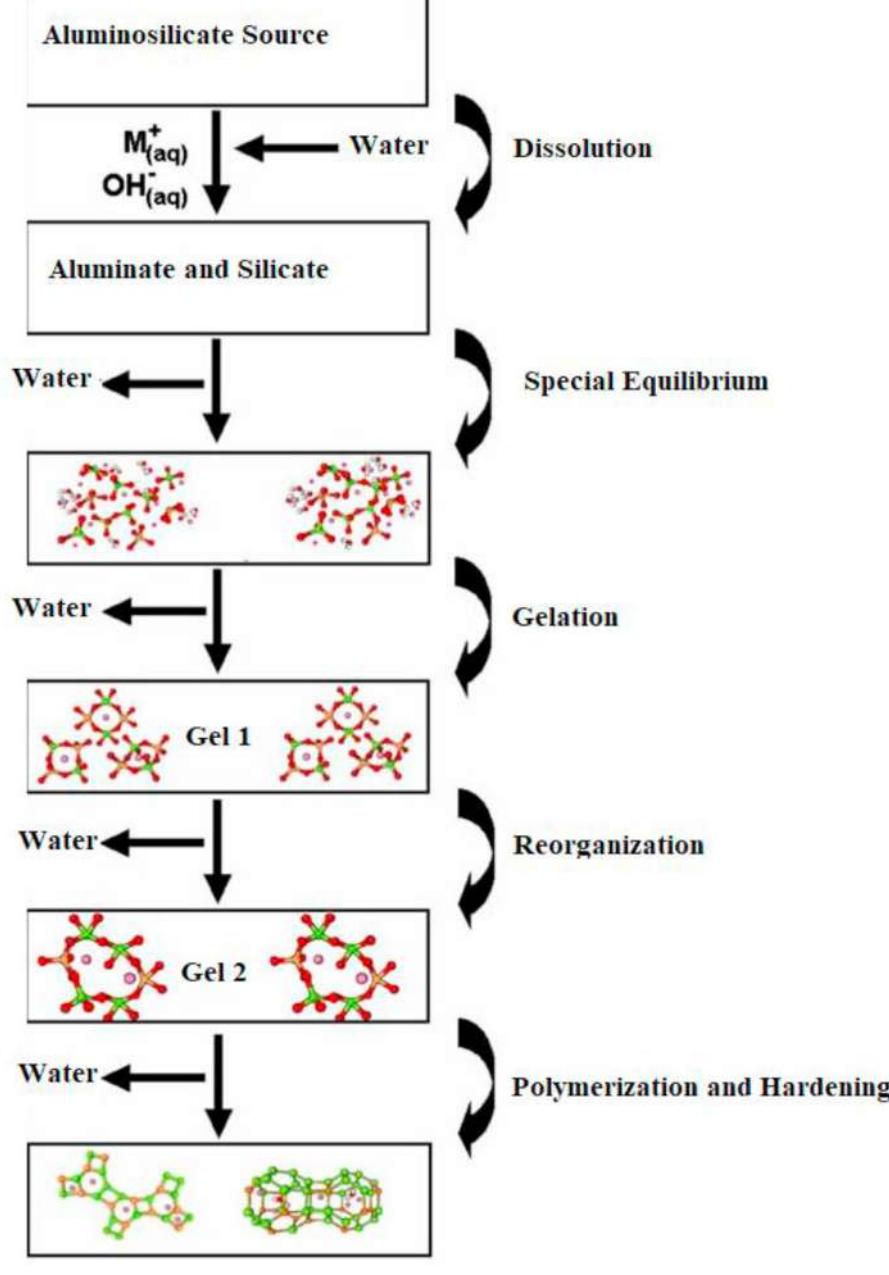 Aluminosilicate Source
M+(aq)
Water
Dissolution
OH-(aq)
Aluminate and Silicate
Water
Special Equilibrium
Water
Gelation
Gel 1
Water
Reorganization
Gel 2
Water
Polymerization and Hardening